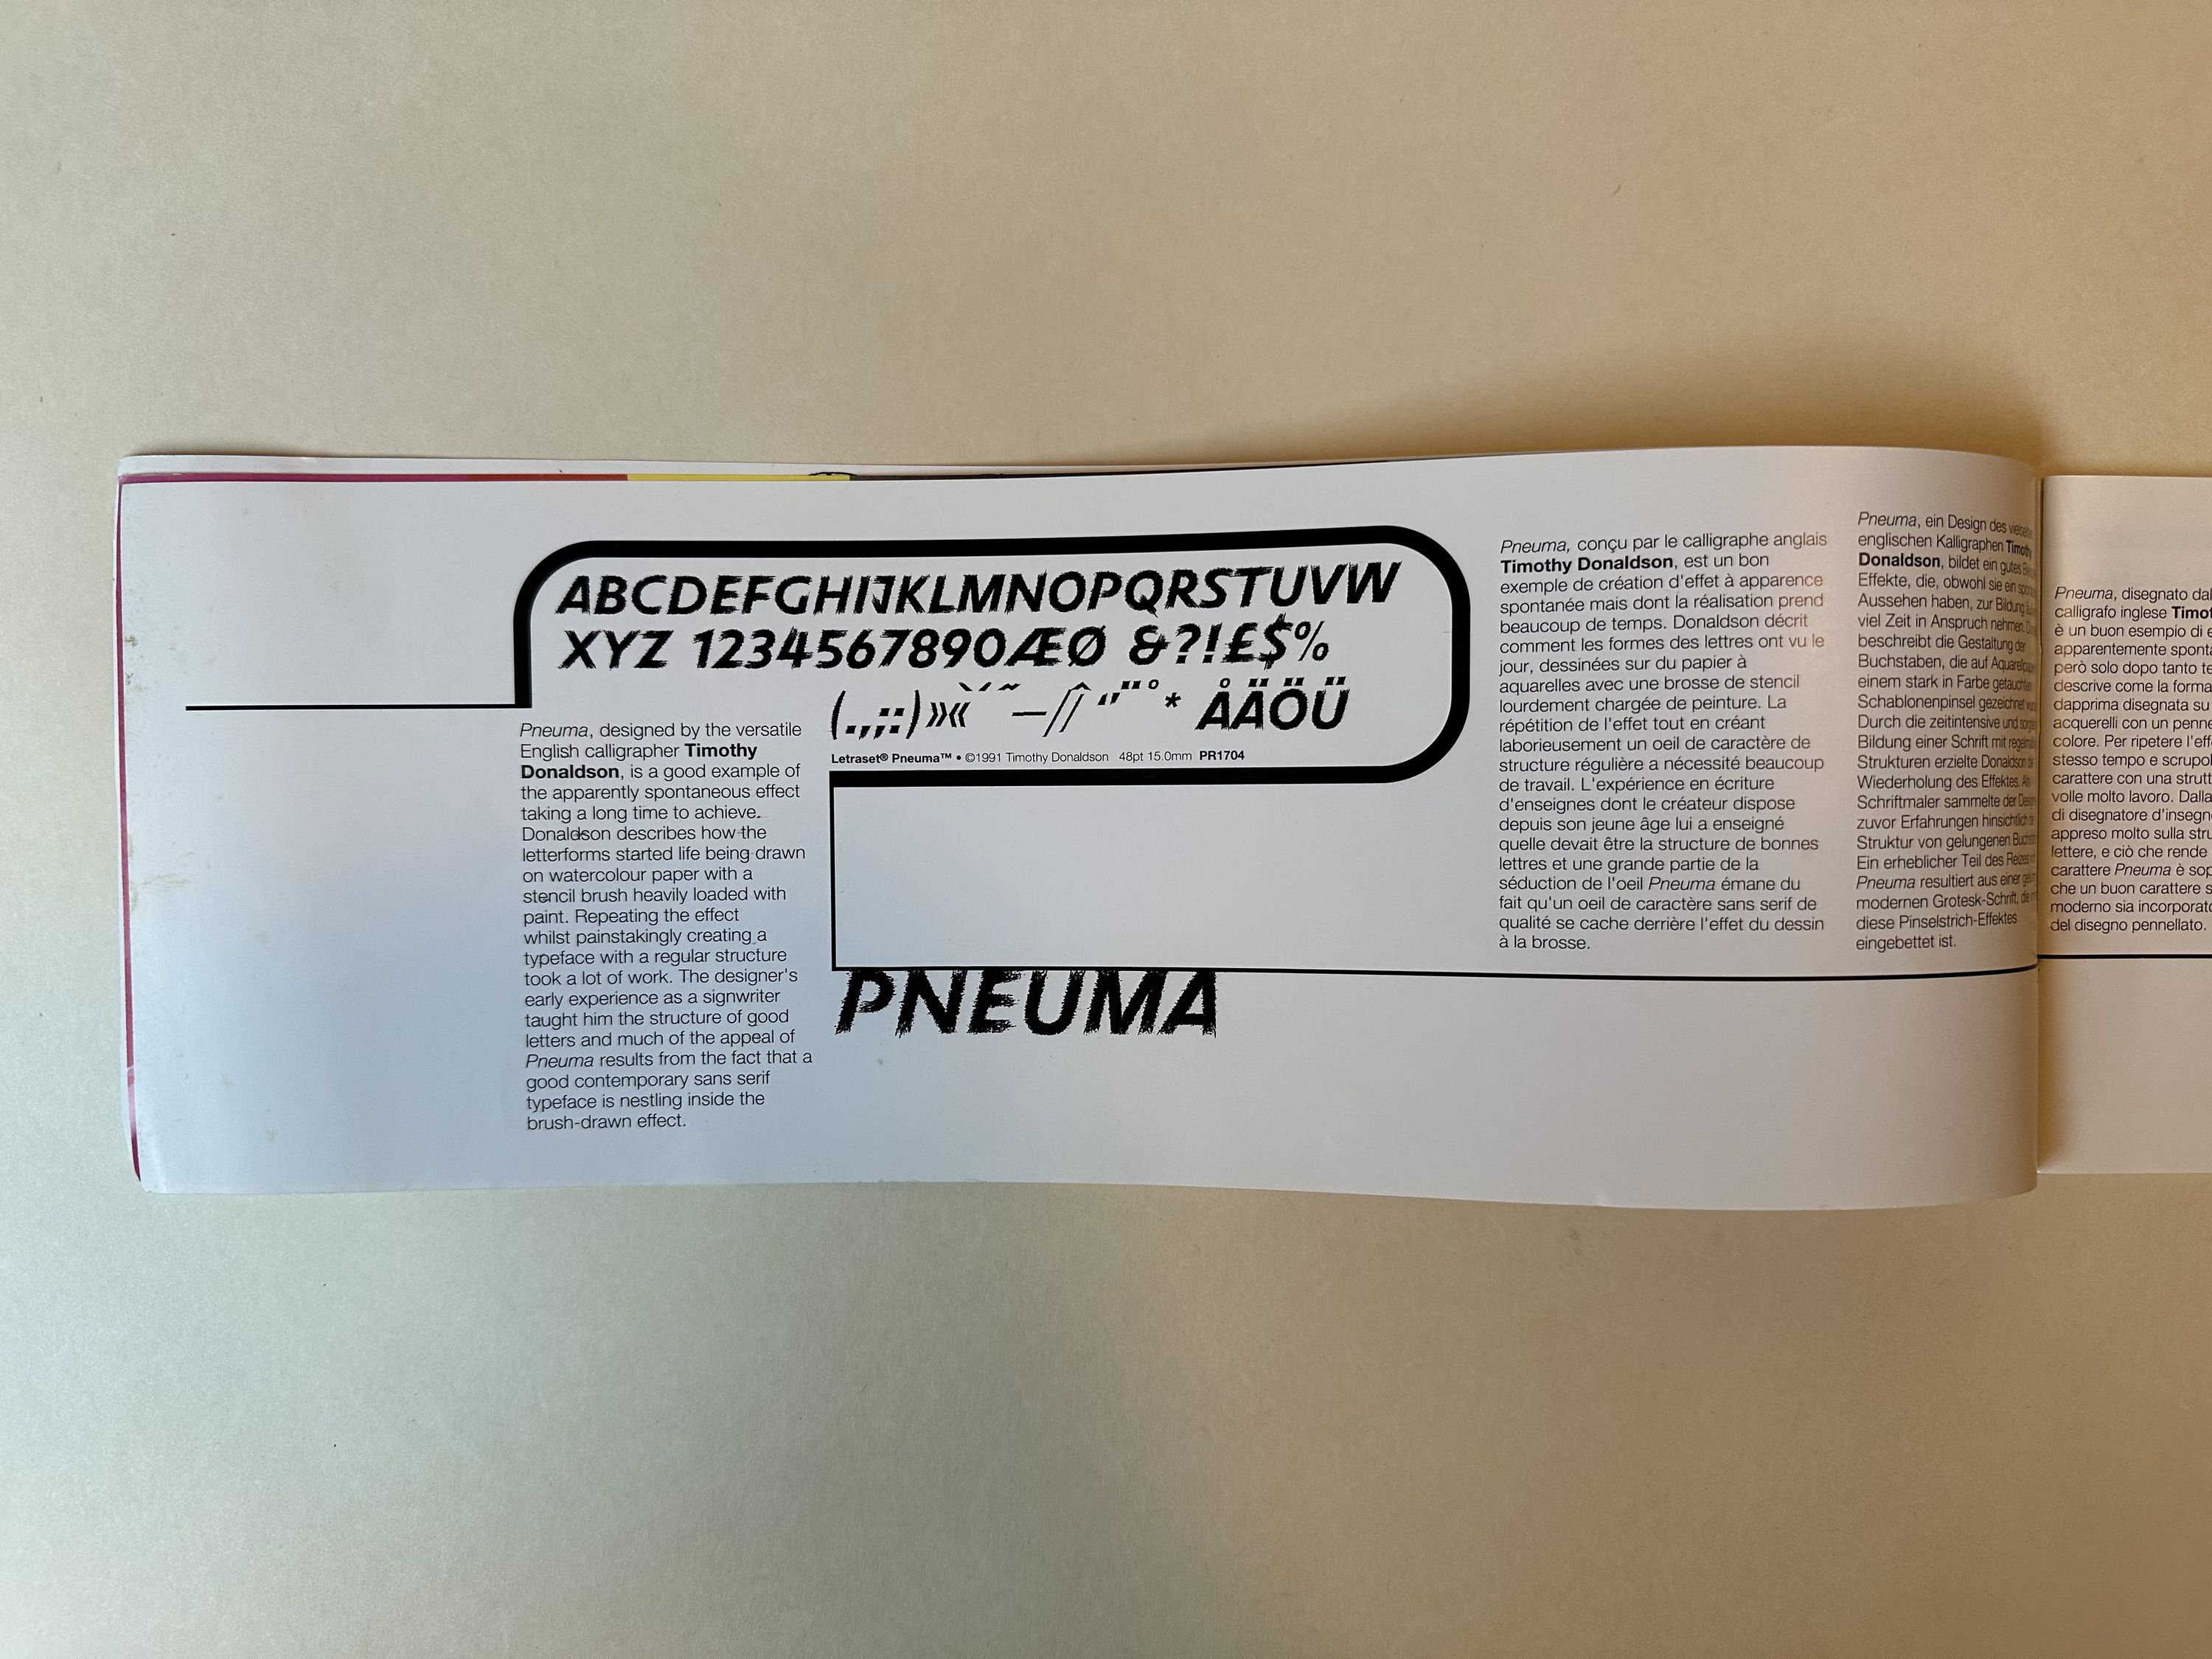 ABCDEFGHIJKLMNOPQRSTUVW
XYZ 1234567890ÆØ &?!£$%
(.,;:)»«`´ˆ˜—/ “”¨°* ÅÄÖÜ
Letraset® Pneuma™ • ©1991 Timothy Donaldson 48pt 15.0mm PR1704
Pneuma, designed by the versatile
English calligrapher Timothy
Donaldson, is a good example of
the apparently spontaneous effect
taking a long time to achieve.
Donaldson describes how the
letterforms started life being drawn
on watercolour paper with a
stencil brush heavily loaded with
paint. Repeating the effect
whilst painstakingly creating a
typeface with a regular structure
took a lot of work. The designer's
early experience as a signwriter
taught him the structure of good
letters and much of the appeal of
Pneuma results from the fact that a
good contemporary sans serif
typeface is nestling inside the
brush-drawn effect.
PNEUMA
Pneuma, conçu par le calligraphe anglais
Timothy Donaldson, est un bon
exemple de création d'effet à apparence
spontanée mais dont la réalisation prend
beaucoup de temps. Donaldson décrit
comment les formes des lettres ont vu le
jour, dessinées sur du papier à
aquarelles avec une brosse de stencil
lourdement chargée de peinture. La
répétition de l'effet tout en créant
laborieusement un oeil de caractère de
structure régulière a nécessité beaucoup
de travail. L'expérience en écriture
d'enseignes dont le créateur dispose
depuis son jeune âge lui a enseigné
quelle devait être la structure de bonnes
lettres et une grande partie de la
séduction de l'oeil Pneuma émane du
fait qu'un oeil de caractère sans serif de
qualité se cache derrière l'effet du dessin
à la brosse.
Pneuma, ein Design des
englischen Kalligraphen Timothy
Donaldson, bildet ein gutes
Effekte, die, obwohl sie ein
Aussehen haben, zur Bildung
viel Zeit in Anspruch nehmen.
beschreibt die Gestaltung der
Buchstaben, die auf
einem stark in Farbe getauchten
Schablonenpinsel gezeichnet
Durch die zeitintensive und
Bildung einer Schrift mit
Strukturen erzielte Donaldson
Wiederholung des Effektes. Als
Schriftmaler sammelte der
zuvor Erfahrungen hinsichtlich
Struktur von gelungenen
Ein erheblicher Teil des Reizes
Pneuma resultiert aus einer
modernen Grotesk-Schrift, die
diese Pinselstrich-Effektes
eingebettet ist.
Pneuma, disegnato dal
calligrafo inglese
è un buon esempio di
apparentemente
però solo dopo tanto
descrive come la forma
dapprima disegnata su
acquerelli con un
colore. Per ripetere
stesso tempo e
carattere con una
volle molto lavoro.
di disegnatore
appreso molto sulla
lettere, e ciò che rende
carattere Pneuma è
che un buon carattere
moderno sia
del disegno pennellato.